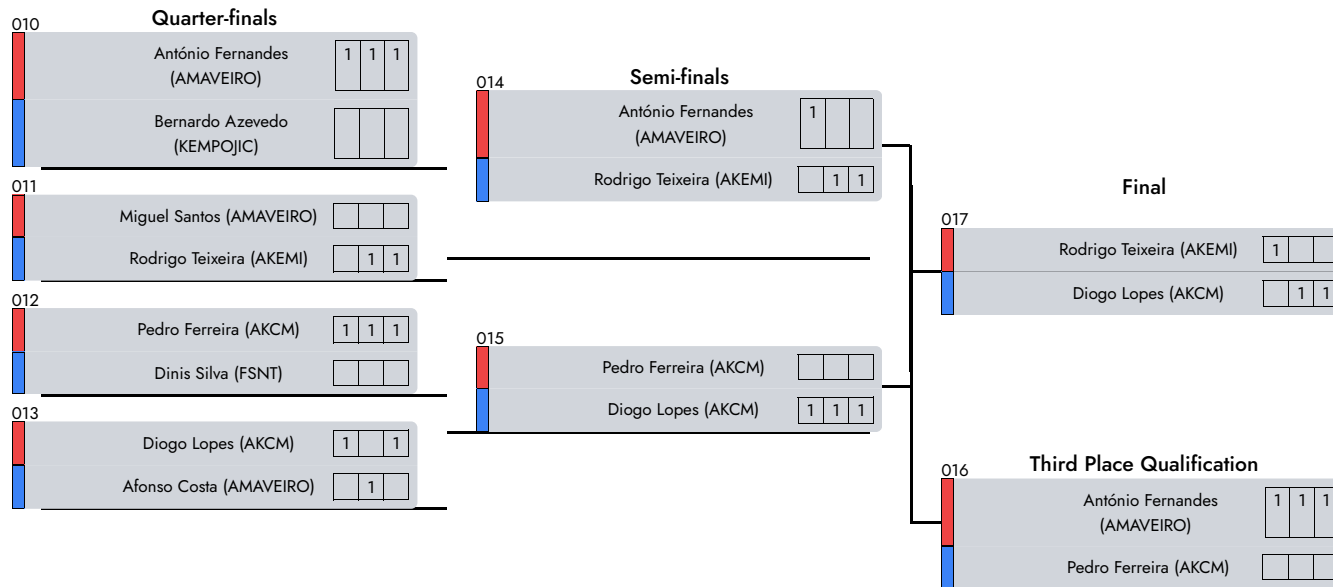 Quarter-finals
010
António Fernandes
(AMAVEIRO)
1 1 1
Bernardo Azevedo
(KEMPOJIC)
011
Miguel Santos (AMAVEIRO)
Rodrigo Teixeira (AKEMI)
1 1
012
Pedro Ferreira (AKCM)
1 1 1
Dinis Silva (FSNT)
013
Diogo Lopes (AKCM)
1 1
Afonso Costa (AMAVEIRO)
1
Semi-finals
014
António Fernandes
(AMAVEIRO)
1
Rodrigo Teixeira (AKEMI)
1 1
015
Pedro Ferreira (AKCM)
Diogo Lopes (AKCM)
1 1 1
Final
017
Rodrigo Teixeira (AKEMI)
1
Diogo Lopes (AKCM)
1 1
Third Place Qualification
016
António Fernandes
(AMAVEIRO)
1 1 1
Pedro Ferreira (AKCM)